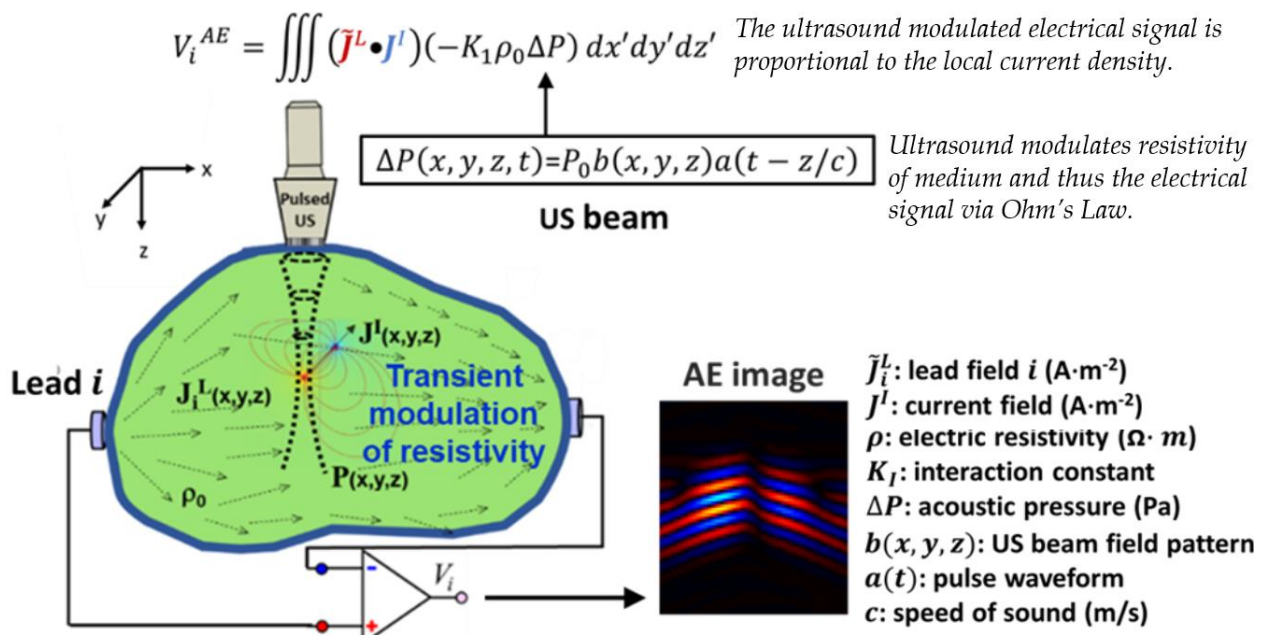 V_i^{AE} = ∭ (J̃^L • J^I)(−K_1ρ_0ΔP) dx′dy′dz′
The ultrasound modulated electrical signal is
proportional to the local current density.
ΔP(x, y, z, t)=P_0b(x, y, z)a(t − z/c)
US beam
Ultrasound modulates resistivity
of medium and thus the electrical
signal via Ohm's Law.
x
y
z
Pulsed
US
Lead i
J^I(x,y,z)
J_i^L(x,y,z)
Transient
modulation
of resistivity
P(x,y,z)
ρ_0
-
+
V_i
AE image
J̃_i^L: lead field i (A·m^{-2})
J^I: current field (A·m^{-2})
ρ: electric resistivity (Ω· m)
K_I: interaction constant
ΔP: acoustic pressure (Pa)
b(x, y, z): US beam field pattern
a(t): pulse waveform
c: speed of sound (m/s)